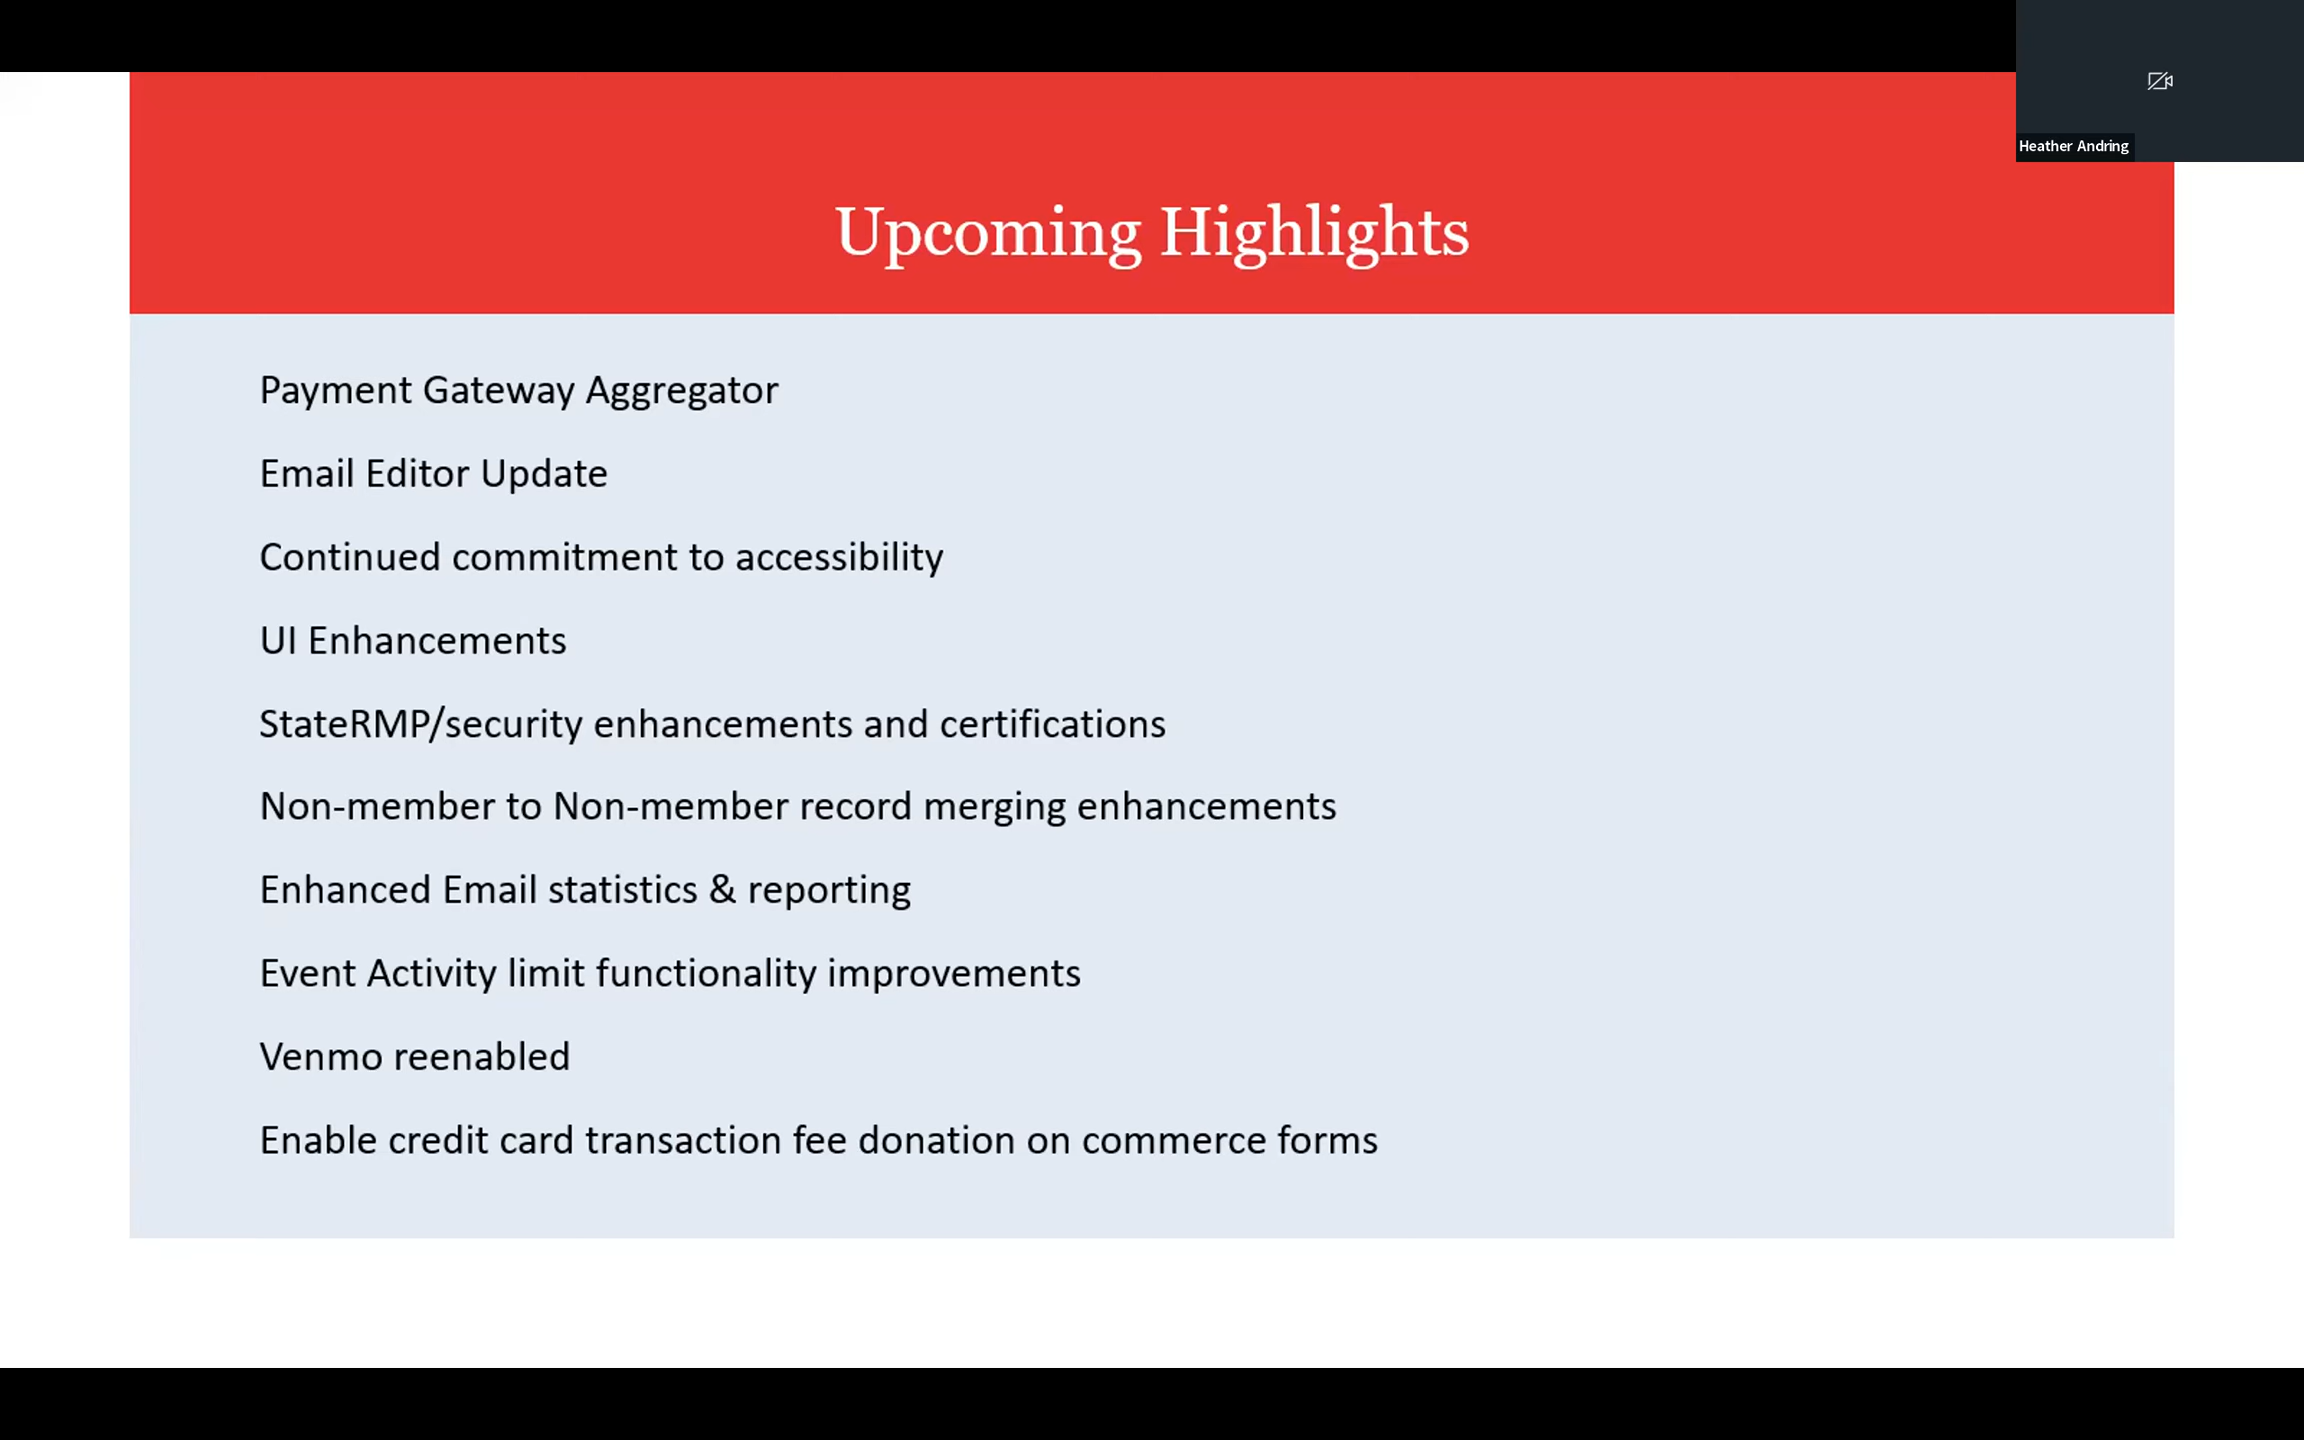 Heather Andring
Upcoming Highlights
Payment Gateway Aggregator
Email Editor Update
Continued commitment to accessibility
UI Enhancements
StateRMP/security enhancements and certifications
Non-member to Non-member record merging enhancements
Enhanced Email statistics & reporting
Event Activity limit functionality improvements
Venmo reenabled
Enable credit card transaction fee donation on commerce forms